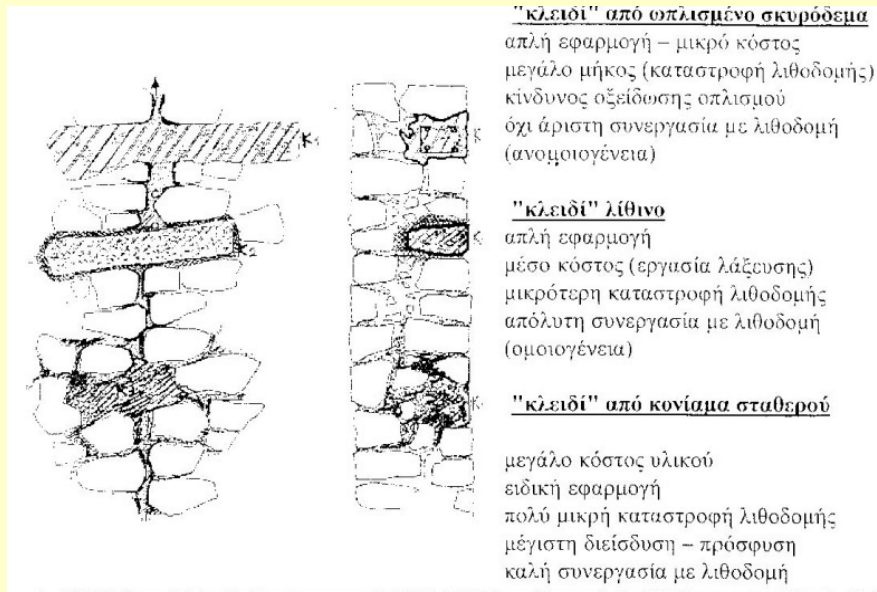 "κλειδί" από ωπλισμένο σκυρόδεμα
απλή εφαρμογή – μικρό κόστος
μεγάλο μήκος (καταστροφή λιθοδομής)
κίνδυνος οξείδωσης οπλισμού
όχι άριστη συνεργασία με λιθοδομή
(ανομοιογένεια)
"κλειδί" λίθινο
απλή εφαρμογή
μέσο κόστος (εργασία λάξευσης)
μικρότερη καταστροφή λιθοδομής
απόλυτη συνεργασία με λιθοδομή
(ομοιογένεια)
"κλειδί" από κονίαμα σταθερού
μεγάλο κόστος υλικού
ειδική εφαρμογή
πολύ μικρή καταστροφή λιθοδομής
μέγιστη διείσδυση – πρόσφυση
καλή συνεργασία με λιθοδομή
K1
K2